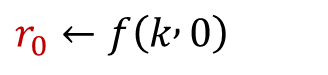 r₀ ← f(k, 0)